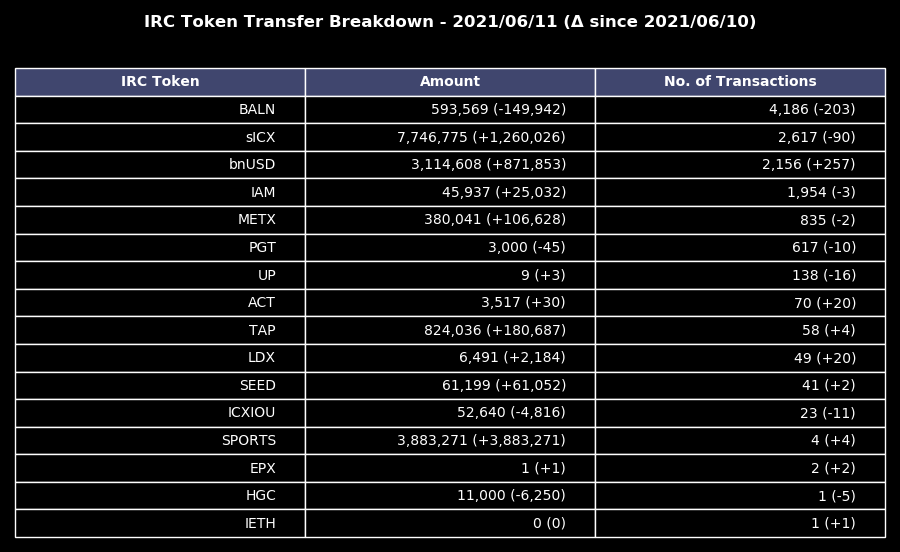 IRC Token Transfer Breakdown - 2021/06/11 (Δ since 2021/06/10)
IRC Token Amount No. of Transactions
BALN 593,569 (-149,942) 4,186 (-203)
sICX 7,746,775 (+1,260,026) 2,617 (-90)
bnUSD 3,114,608 (+871,853) 2,156 (+257)
IAM 45,937 (+25,032) 1,954 (-3)
METX 380,041 (+106,628) 835 (-2)
PGT 3,000 (-45) 617 (-10)
UP 9 (+3) 138 (-16)
ACT 3,517 (+30) 70 (+20)
TAP 824,036 (+180,687) 58 (+4)
LDX 6,491 (+2,184) 49 (+20)
SEED 61,199 (+61,052) 41 (+2)
ICXIOU 52,640 (-4,816) 23 (-11)
SPORTS 3,883,271 (+3,883,271) 4 (+4)
EPX 1 (+1) 2 (+2)
HGC 11,000 (-6,250) 1 (-5)
IETH 0 (0) 1 (+1)